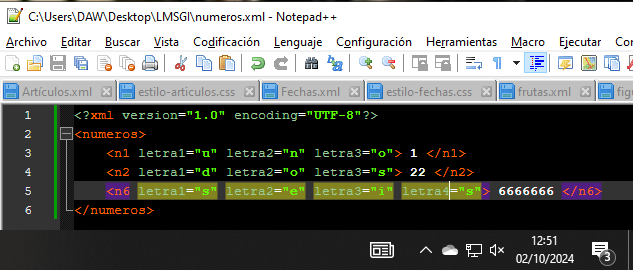 C:\Users\DAW\Desktop\LMSGI\numeros.xml - Notepad++
Archivo Editar Buscar Vista Codificación Lenguaje Configuración Herramientas Macro Ejecutar
Artículos.xml estilo-articulos.css Fechas.xml estilo-fechas.css frutas.xml
1 <?xml version="1.0" encoding="UTF-8"?>
2 <numeros>
3 <n1 letra1="u" letra2="n" letra3="o"> 1 </n1>
4 <n2 letra1="d" letra2="o" letra3="s"> 22 </n2>
5 <n6 letra1="s" letra2="e" letra3="i" letra4="s"> 6666666 </n6>
6 </numeros>
12:51
02/10/2024
3